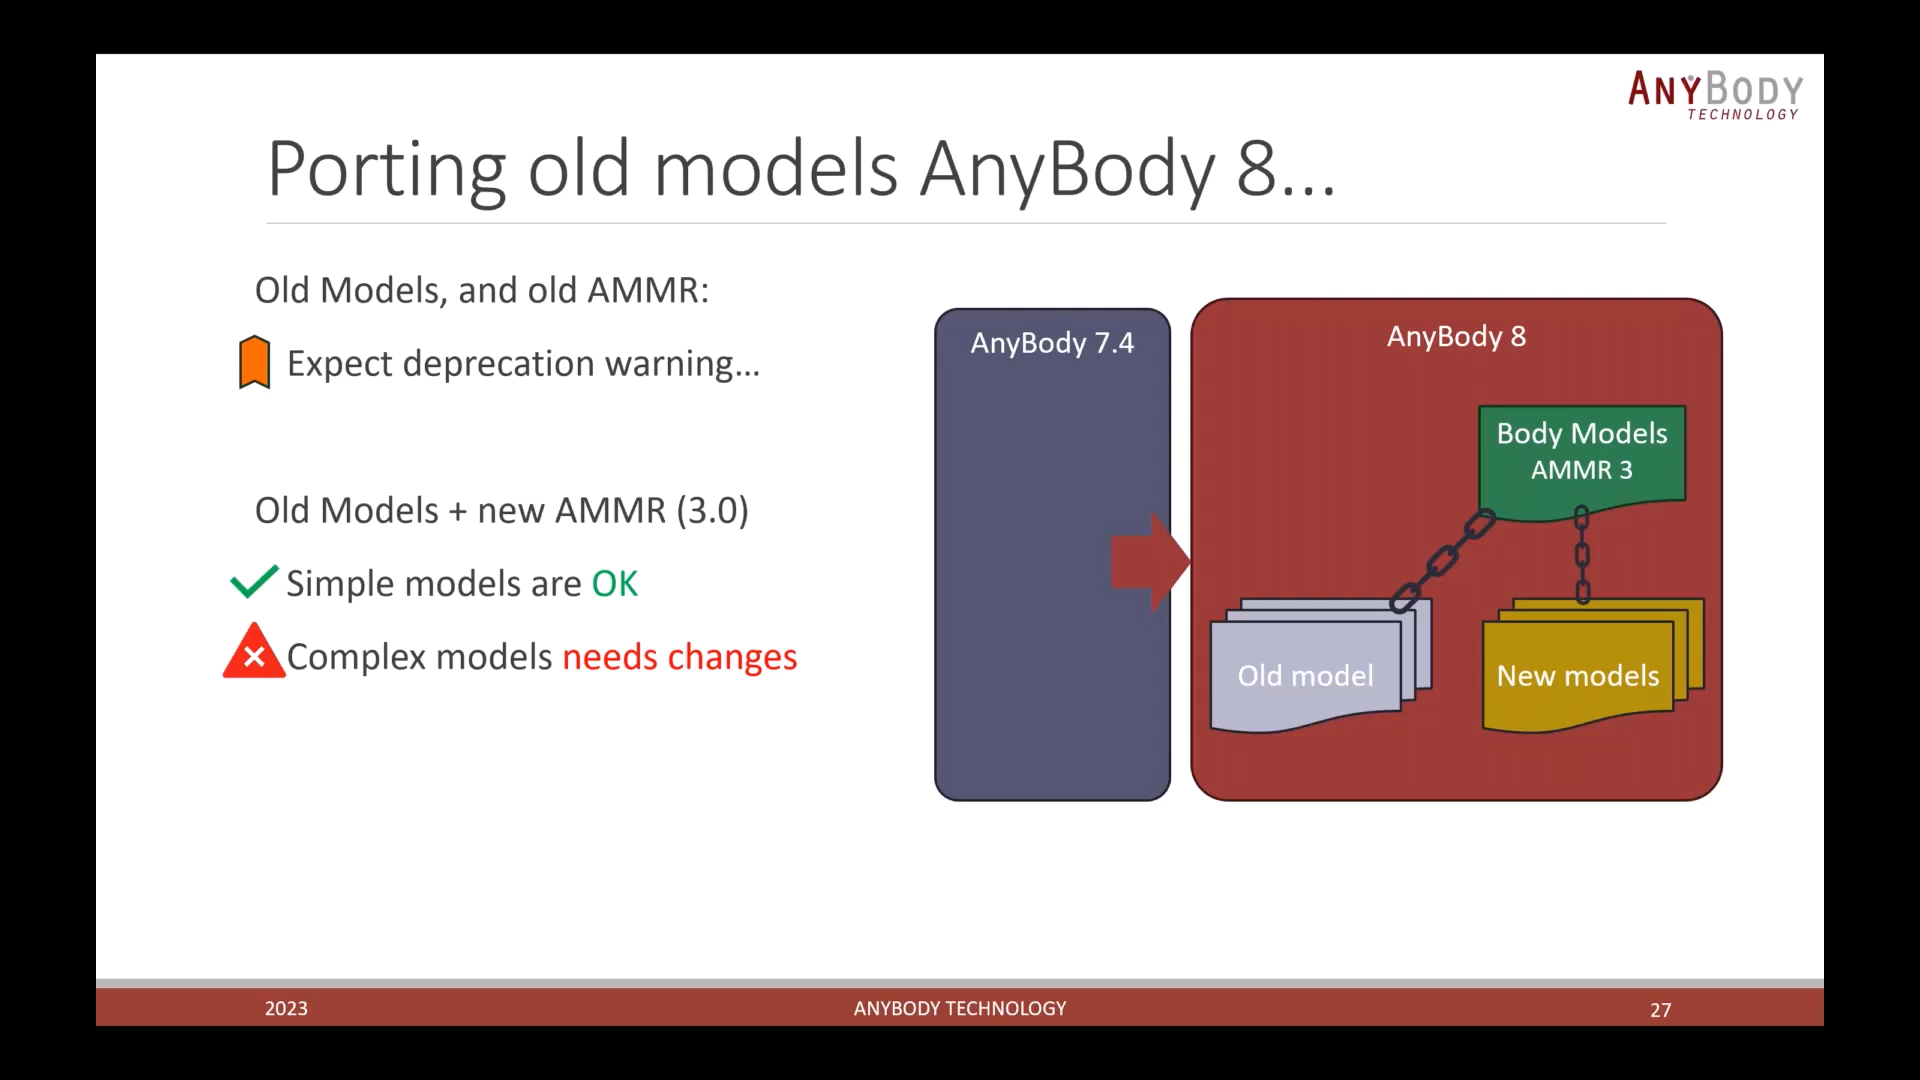 ANYBODY
TECHNOLOGY
Porting old models AnyBody 8...
Old Models, and old AMMR:
Expect deprecation warning...
Old Models + new AMMR (3.0)
Simple models are OK
Complex models needs changes
AnyBody 7.4
AnyBody 8
Body Models
AMMR 3
Old model
New models
2023
ANYBODY TECHNOLOGY
27